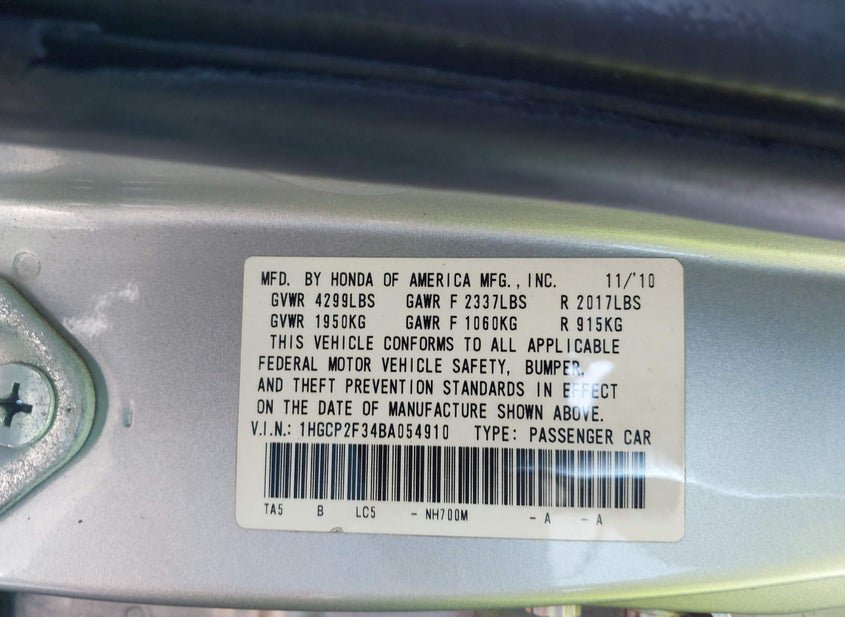 MFD. BY HONDA OF AMERICA MFG., INC. 11/'10
GVWR 4299LBS GAWR F 2337LBS R 2017LBS
GVWR 1950KG GAWR F 1060KG R 915KG
THIS VEHICLE CONFORMS TO ALL APPLICABLE
FEDERAL MOTOR VEHICLE SAFETY, BUMPER,
AND THEFT PREVENTION STANDARDS IN EFFECT
ON THE DATE OF MANUFACTURE SHOWN ABOVE.
V.I.N.: 1HGCP2F34BA054910 TYPE: PASSENGER CAR
TA5 B LC5 - NH700M - A - A